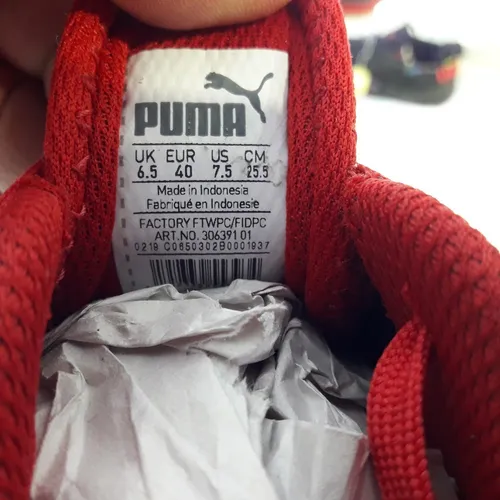 PUMA
UK EUR US CM
6.5 40 7.5 25.5
Made in Indonesia
Fabriqué en Indonesie
FACTORY FTWPC/FIDPC
ART.NO. 306391 01
0219 C0650302B0001937